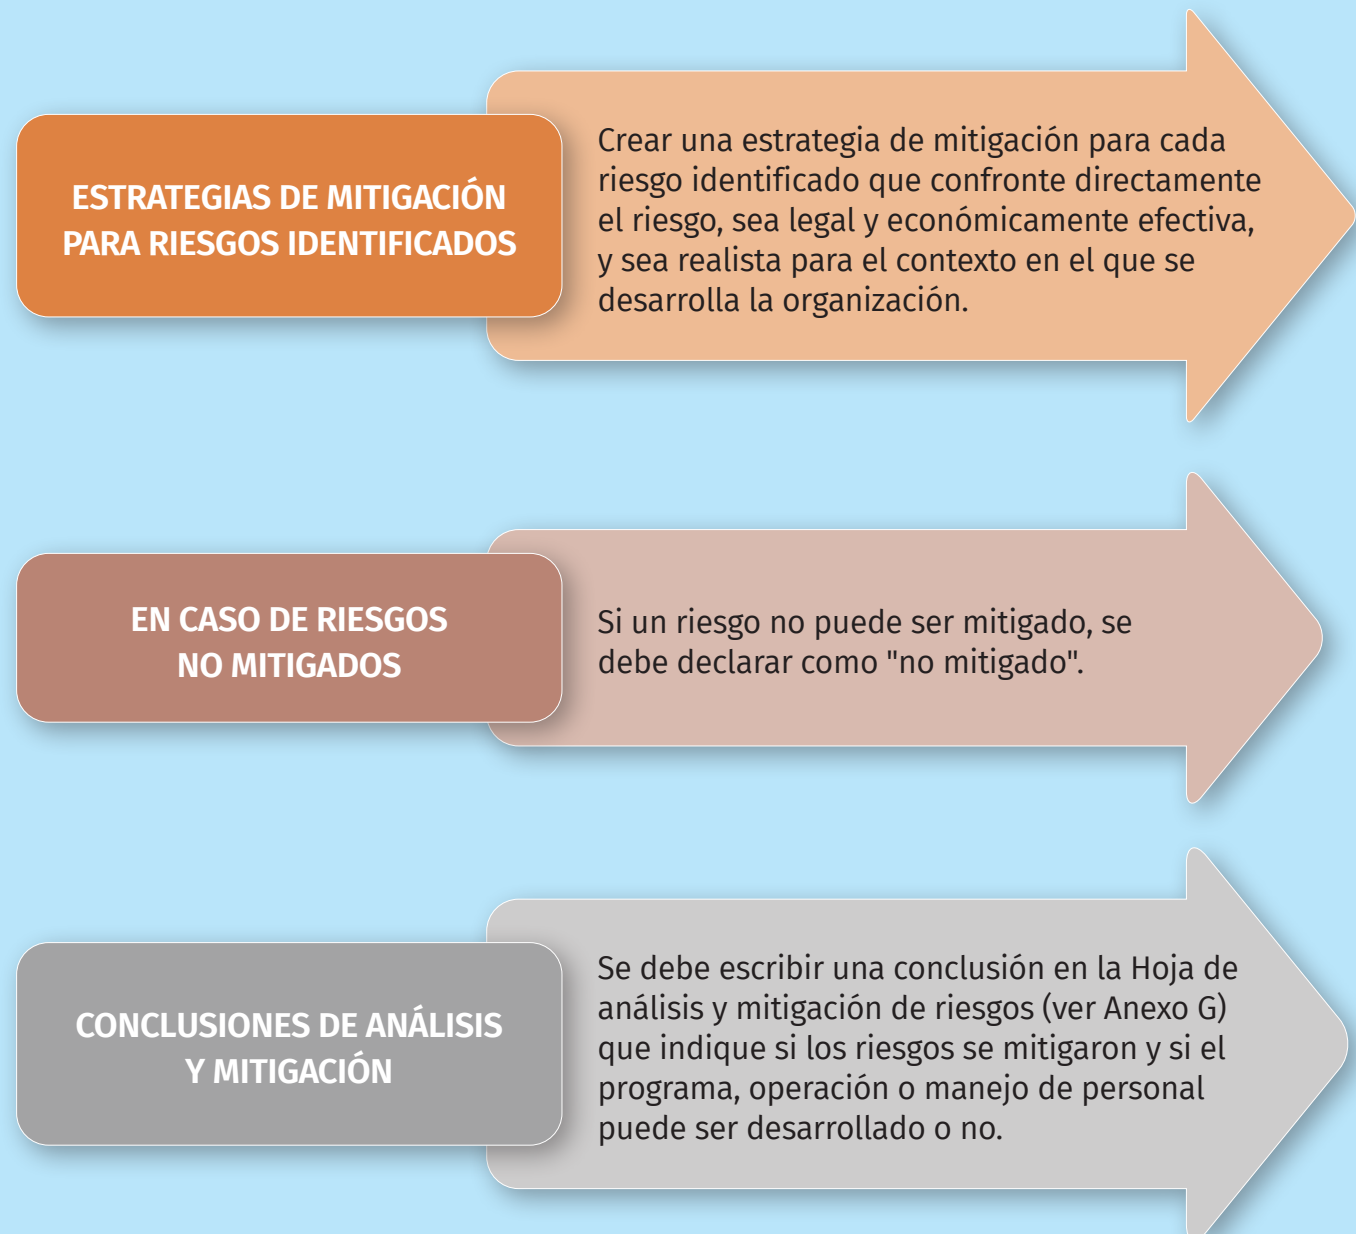 ESTRATEGIAS DE MITIGACIÓN
PARA RIESGOS IDENTIFICADOS
Crear una estrategia de mitigación para cada
riesgo identificado que confronte directamente
el riesgo, sea legal y económicamente efectiva,
y sea realista para el contexto en el que se
desarrolla la organización.
EN CASO DE RIESGOS
NO MITIGADOS
Si un riesgo no puede ser mitigado, se
debe declarar como "no mitigado".
CONCLUSIONES DE ANÁLISIS
Y MITIGACIÓN
Se debe escribir una conclusión en la Hoja de
análisis y mitigación de riesgos (ver Anexo G)
que indique si los riesgos se mitigaron y si el
programa, operación o manejo de personal
puede ser desarrollado o no.